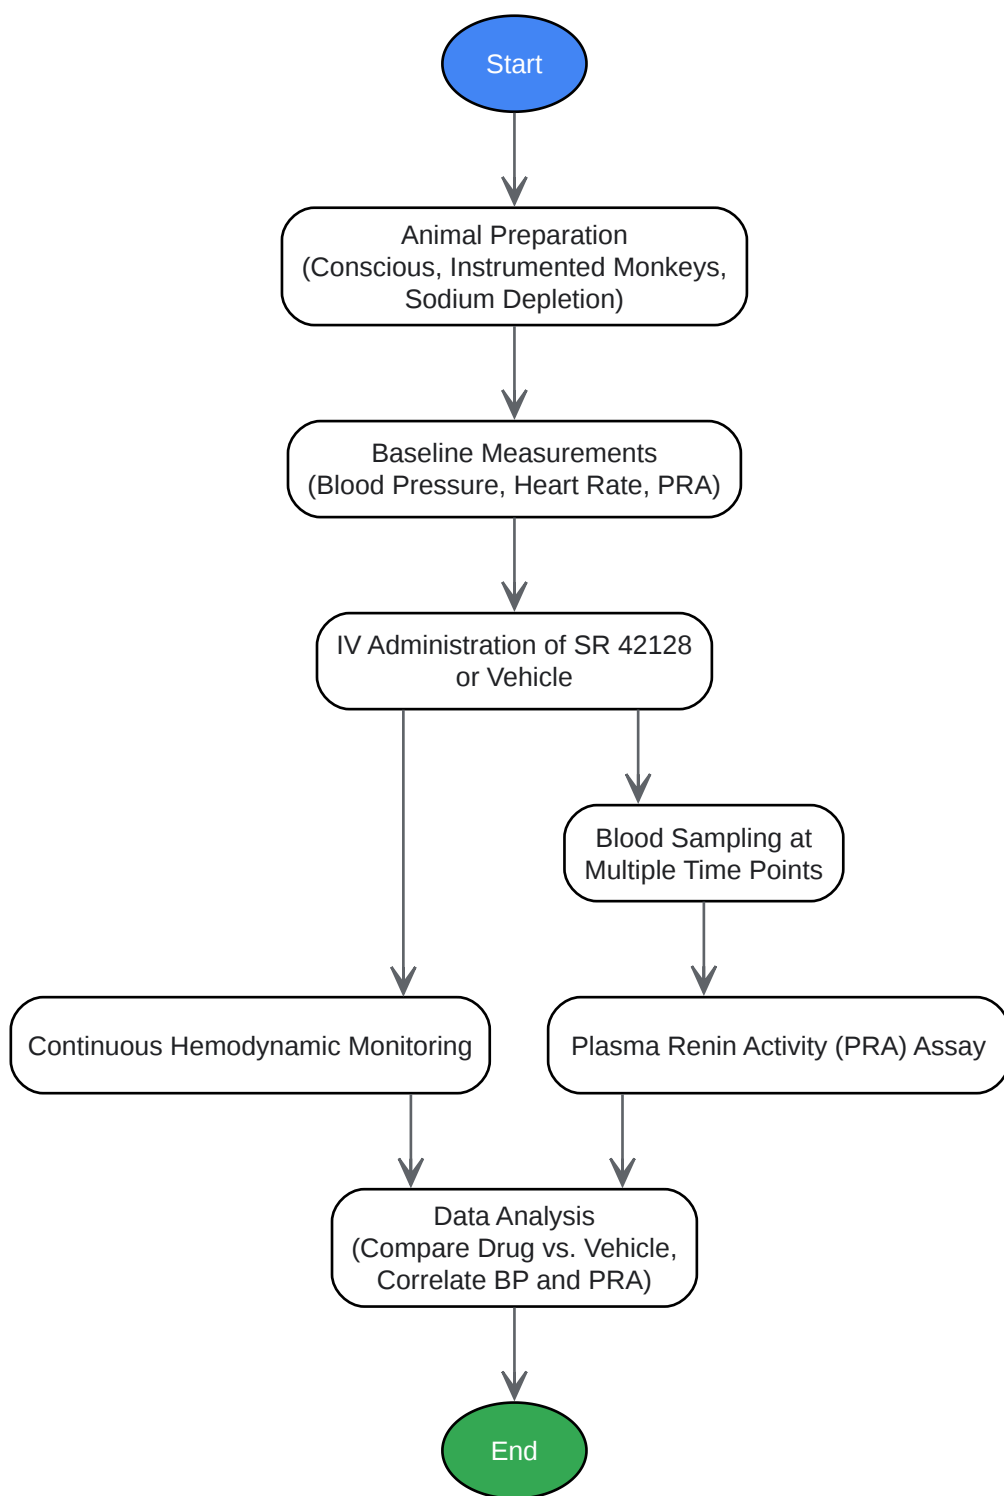 Start
Animal Preparation
(Conscious, Instrumented Monkeys,
Sodium Depletion)
Baseline Measurements
(Blood Pressure, Heart Rate, PRA)
IV Administration of SR 42128
or Vehicle
Blood Sampling at
Multiple Time Points
Continuous Hemodynamic Monitoring
Plasma Renin Activity (PRA) Assay
Data Analysis
(Compare Drug vs. Vehicle,
Correlate BP and PRA)
End